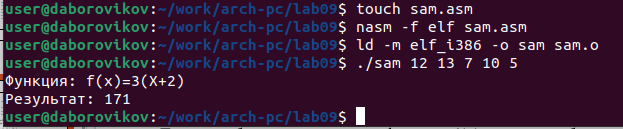 user@daborovikov:~/work/arch-pc/lab09$ touch sam.asm
user@daborovikov:~/work/arch-pc/lab09$ nasm -f elf sam.asm
user@daborovikov:~/work/arch-pc/lab09$ ld -m elf_i386 -o sam sam.o
user@daborovikov:~/work/arch-pc/lab09$ ./sam 12 13 7 10 5
Функция: f(x)=3(X+2)
Результат: 171
user@daborovikov:~/work/arch-pc/lab09$